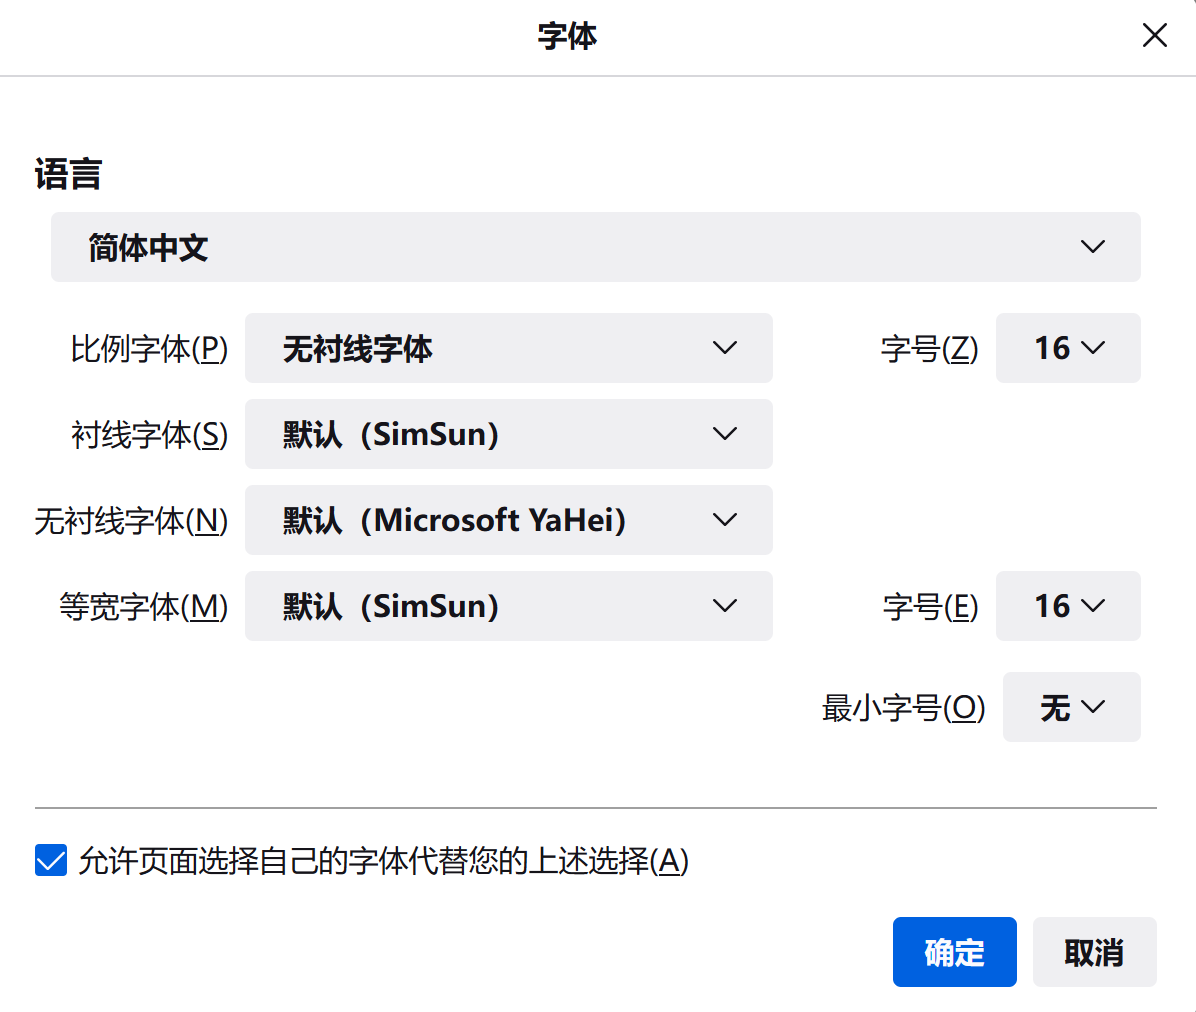 字体
语言
简体中文
比例字体(P) 无衬线字体 字号(Z) 16
衬线字体(S) 默认（SimSun）
无衬线字体(N) 默认（Microsoft YaHei）
等宽字体(M) 默认（SimSun） 字号(E) 16
最小字号(O) 无
允许页面选择自己的字体代替您的上述选择(A)
确定 取消